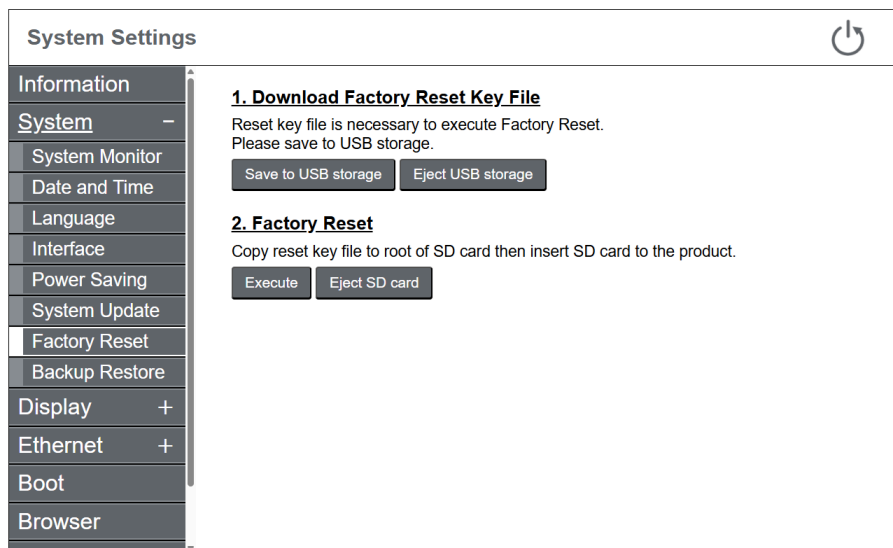 System Settings
Information
System −
System Monitor
Date and Time
Language
Interface
Power Saving
System Update
Factory Reset
Backup Restore
Display +
Ethernet +
Boot
Browser
1. Download Factory Reset Key File
Reset key file is necessary to execute Factory Reset.
Please save to USB storage.
Save to USB storage Eject USB storage
2. Factory Reset
Copy reset key file to root of SD card then insert SD card to the product.
Execute Eject SD card